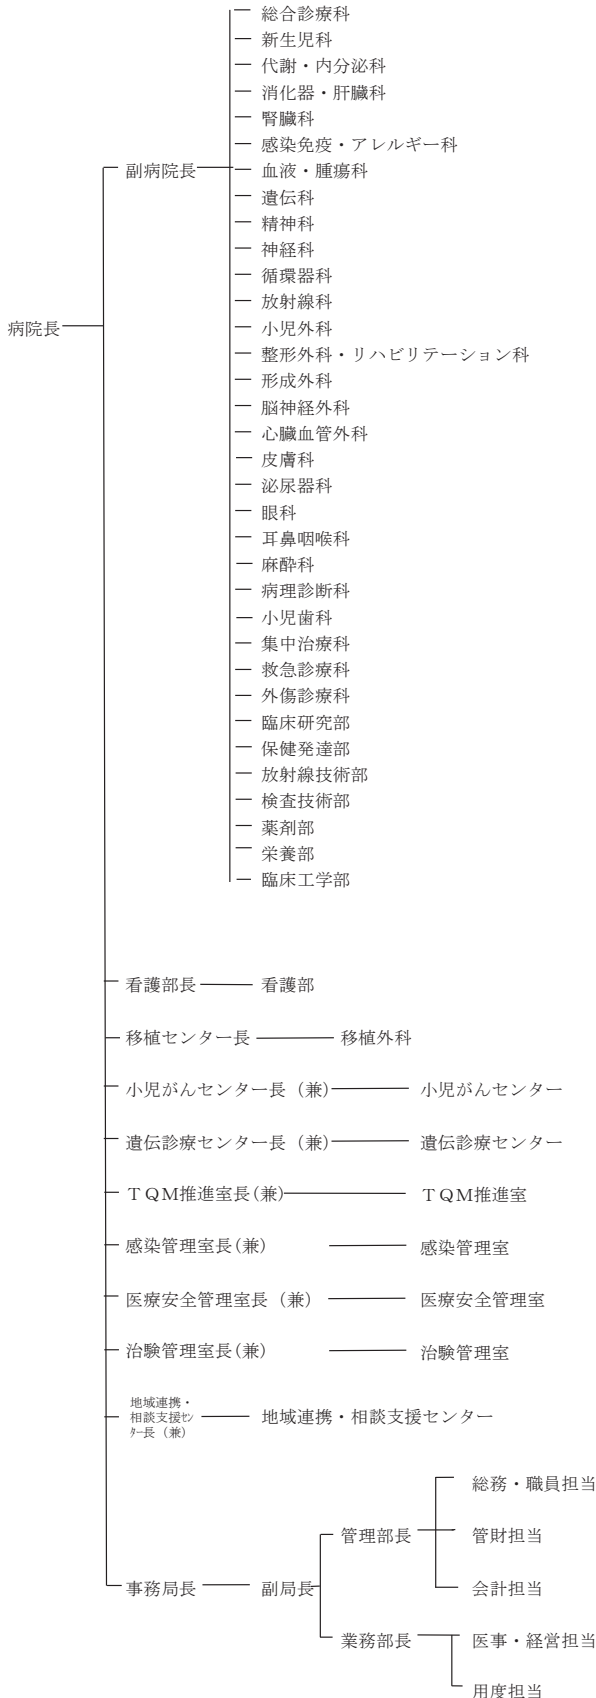 総合診療科
新生児科
代謝・内分泌科
消化器・肝臓科
腎臓科
感染免疫・アレルギー科
副病院長
血液・腫瘍科
遺伝科
精神科
神経科
循環器科
放射線科
病院長
小児外科
整形外科・リハビリテーション科
形成外科
脳神経外科
心臓血管外科
皮膚科
泌尿器科
眼科
耳鼻咽喉科
麻酔科
病理診断科
小児歯科
集中治療科
救急診療科
外傷診療科
臨床研究部
保健発達部
放射線技術部
検査技術部
薬剤部
栄養部
臨床工学部
看護部長 看護部
移植センター長 移植外科
小児がんセンター長（兼） 小児がんセンター
遺伝診療センター長（兼） 遺伝診療センター
ＴＱＭ推進室長(兼) ＴＱＭ推進室
感染管理室長(兼) 感染管理室
医療安全管理室長（兼） 医療安全管理室
治験管理室長(兼) 治験管理室
地域連携・
相談支援ｾﾝ
ﾀｰ長（兼）
地域連携・相談支援センター
総務・職員担当
管理部長 管財担当
事務局長 副局長 会計担当
業務部長 医事・経営担当
用度担当